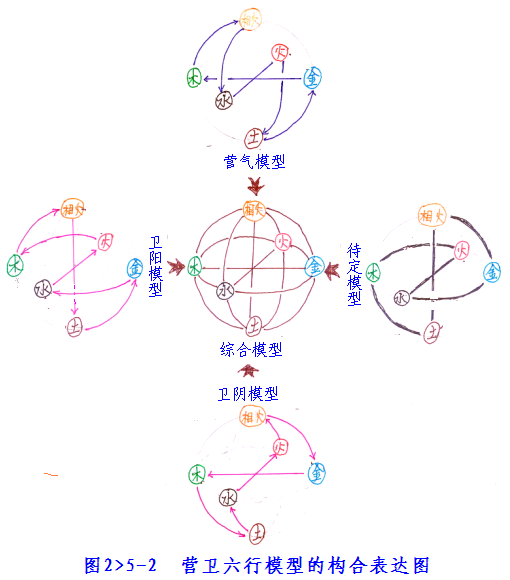 相火
火
木
金
水
土
营气模型
相火
火
木
金
水
土
卫阳模型
相火
火
木
金
水
土
综合模型
待定模型
相火
火
木
金
水
土
卫阴模型
相火
火
木
金
水
土
图2>5-2 营卫六行模型的构合表达图